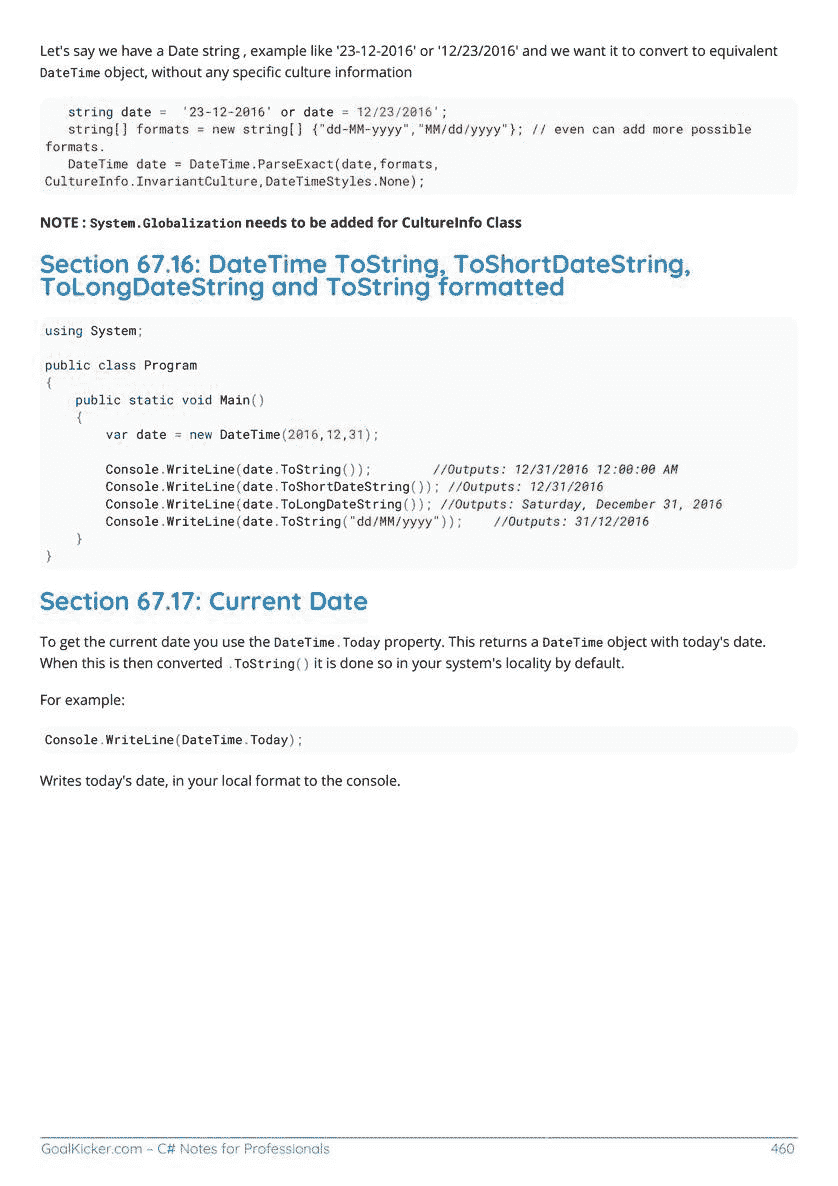 Let's say we have a Date string , example like '23-12-2016' or '12/23/2016' and we want it to convert to equivalent
DateTime object, without any specific culture information
string date =  '23-12-2016' or date = 12/23/2016';
string[] formats = new string[] {"dd-MM-yyyy","MM/dd/yyyy"}; // even can add more possible
formats.
DateTime date = DateTime.ParseExact(date,formats,
CultureInfo.InvariantCulture,DateTimeStyles.None);
NOTE : System.Globalization needs to be added for CultureInfo Class
Section 67.16: DateTime ToString, ToShortDateString,
ToLongDateString and ToString formatted
using System;
public class Program
{
    public static void Main()
    {
        var date = new DateTime(2016,12,31);
        Console.WriteLine(date.ToString());        //Outputs: 12/31/2016 12:00:00 AM
        Console.WriteLine(date.ToShortDateString()); //Outputs: 12/31/2016
        Console.WriteLine(date.ToLongDateString()); //Outputs: Saturday, December 31, 2016
        Console.WriteLine(date.ToString("dd/MM/yyyy"));    //Outputs: 31/12/2016
    }
}
Section 67.17: Current Date
To get the current date you use the DateTime.Today property. This returns a DateTime object with today's date.
When this is then converted .ToString() it is done so in your system's locality by default.
For example:
Console.WriteLine(DateTime.Today);
Writes today's date, in your local format to the console.
GoalKicker.com – C# Notes for Professionals 460